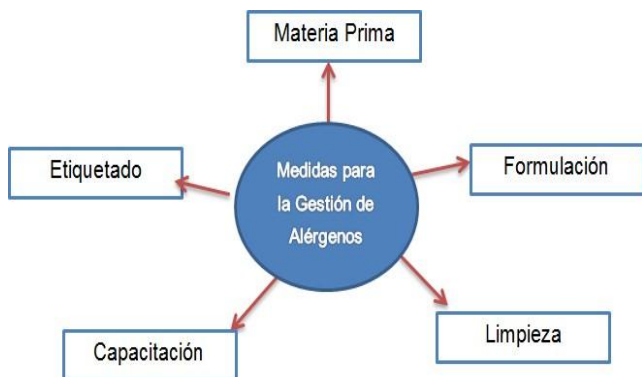 Materia Prima
Etiquetado
Medidas para
la Gestión de
Alérgenos
Formulación
Capacitación
Limpieza